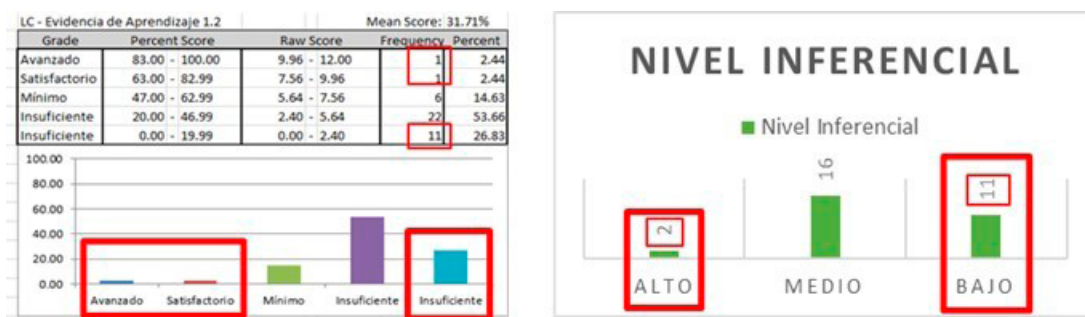 LC - Evidencia de Aprendizaje 1.2 Mean Score: 31.71%
Grade Percent Score Raw Score Frequency Percent
Avanzado 83.00 - 100.00 9.96 - 12.00 1 2.44
Satisfactorio 63.00 - 82.99 7.56 - 9.96 1 2.44
Mínimo 47.00 - 62.99 5.64 - 7.56 6 14.63
Insuficiente 20.00 - 46.99 2.40 - 5.64 22 53.66
Insuficiente 0.00 - 19.99 0.00 - 2.40 11 26.83
100.00
80.00
60.00
40.00
20.00
0.00
Avanzado Satisfactorio Mínimo Insuficiente Insuficiente
NIVEL INFERENCIAL
Nivel Inferencial
2 16 11
ALTO MEDIO BAJO